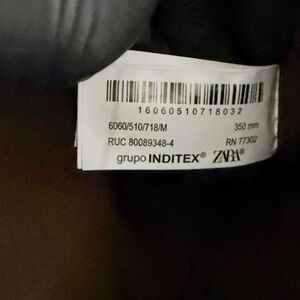 16060510718032
6060/510/718/M 350 mm
RUC 80089348-4 RN 77302
grupo INDITEX® ZARA®